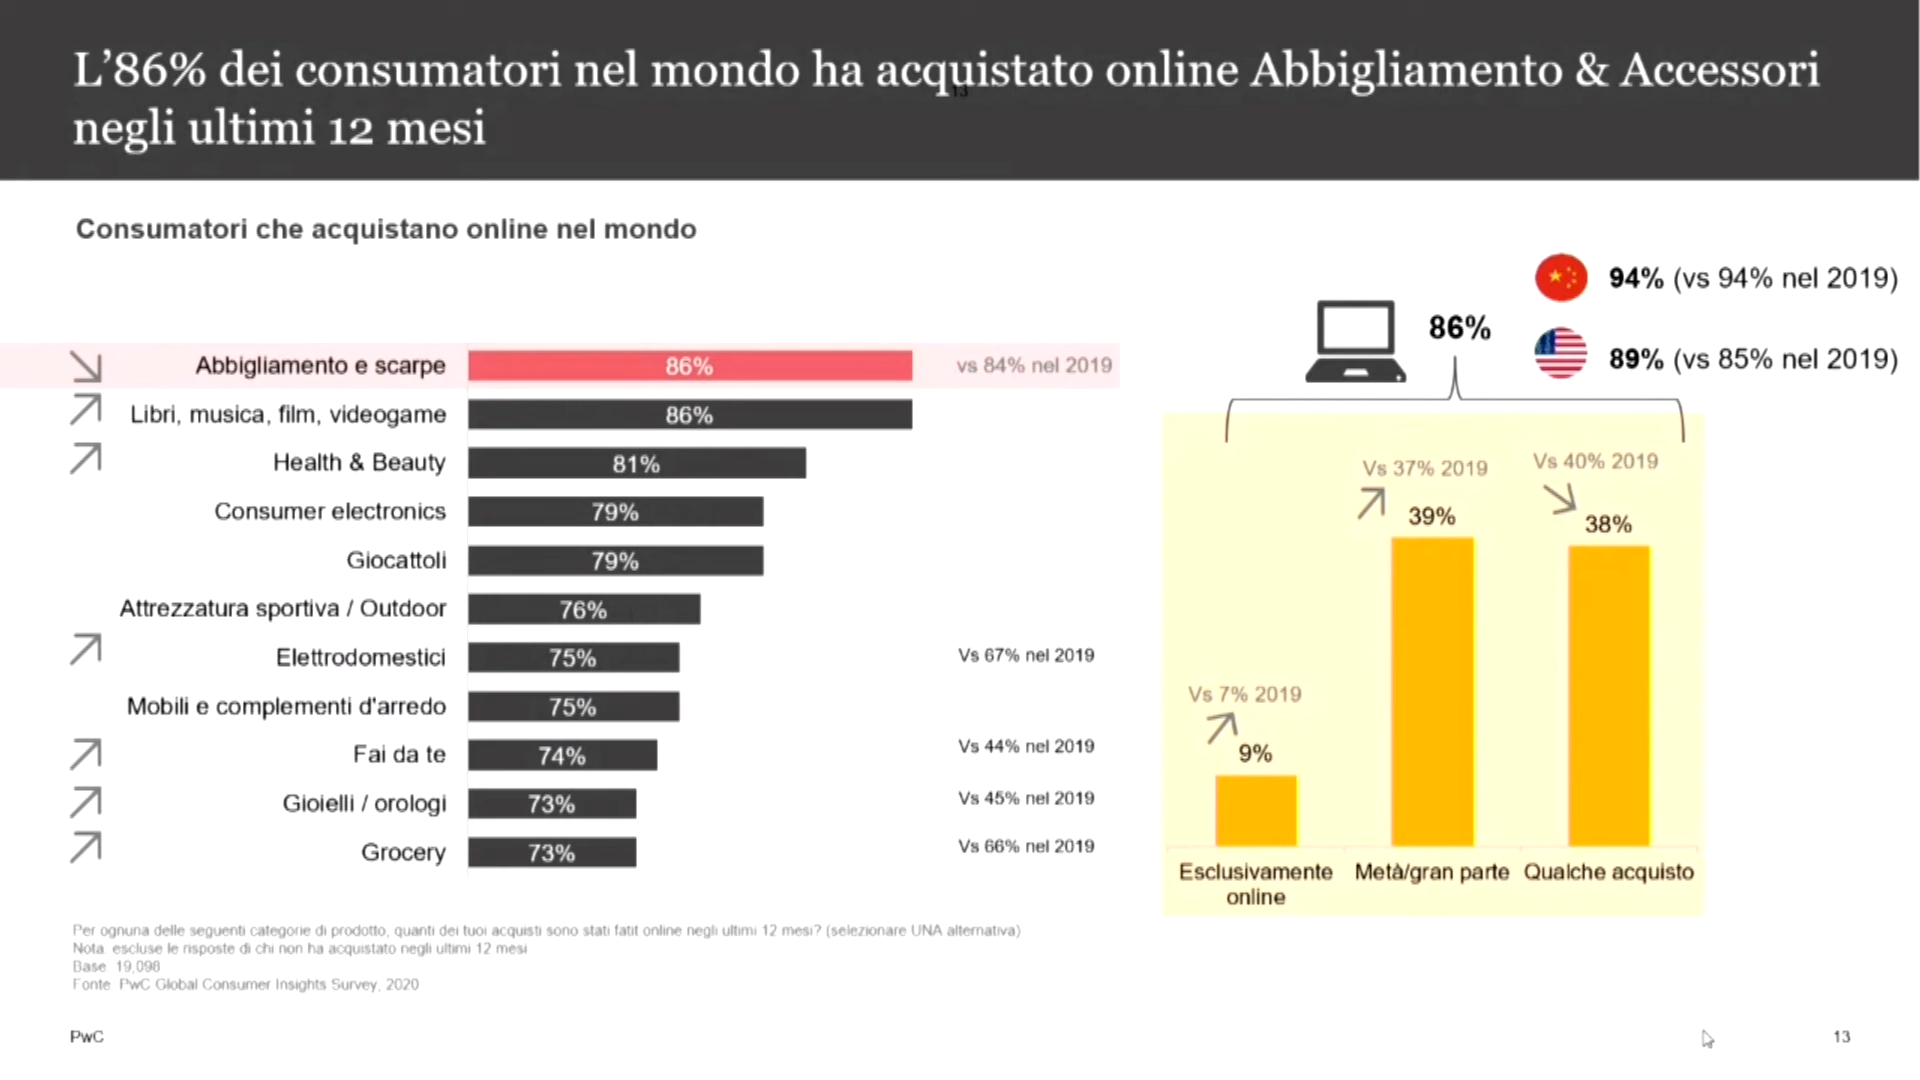 L’86% dei consumatori nel mondo ha acquistato online Abbigliamento & Accessori
negli ultimi 12 mesi
13
Consumatori che acquistano online nel mondo
Abbigliamento e scarpe 86% vs 84% nel 2019
Libri, musica, film, videogame 86%
Health & Beauty 81%
Consumer electronics 79%
Giocattoli 79%
Attrezzatura sportiva / Outdoor 76%
Elettrodomestici 75% Vs 67% nel 2019
Mobili e complementi d'arredo 75%
Fai da te 74% Vs 44% nel 2019
Gioielli / orologi 73% Vs 45% nel 2019
Grocery 73% Vs 66% nel 2019
94% (vs 94% nel 2019)
86%
89% (vs 85% nel 2019)
Vs 37% 2019 Vs 40% 2019
39% 38%
Vs 7% 2019
9%
Esclusivamente online
Metà/gran parte
Qualche acquisto
Per ognuna delle seguenti categorie di prodotto, quanti dei tuoi acquisti sono stati fatit online negli ultimi 12 mesi? (selezionare UNA alternativa)
Nota: escluse le risposte di chi non ha acquistato negli ultimi 12 mesi
Base: 19,098
Fonte: PwC Global Consumer Insights Survey, 2020
PwC 13